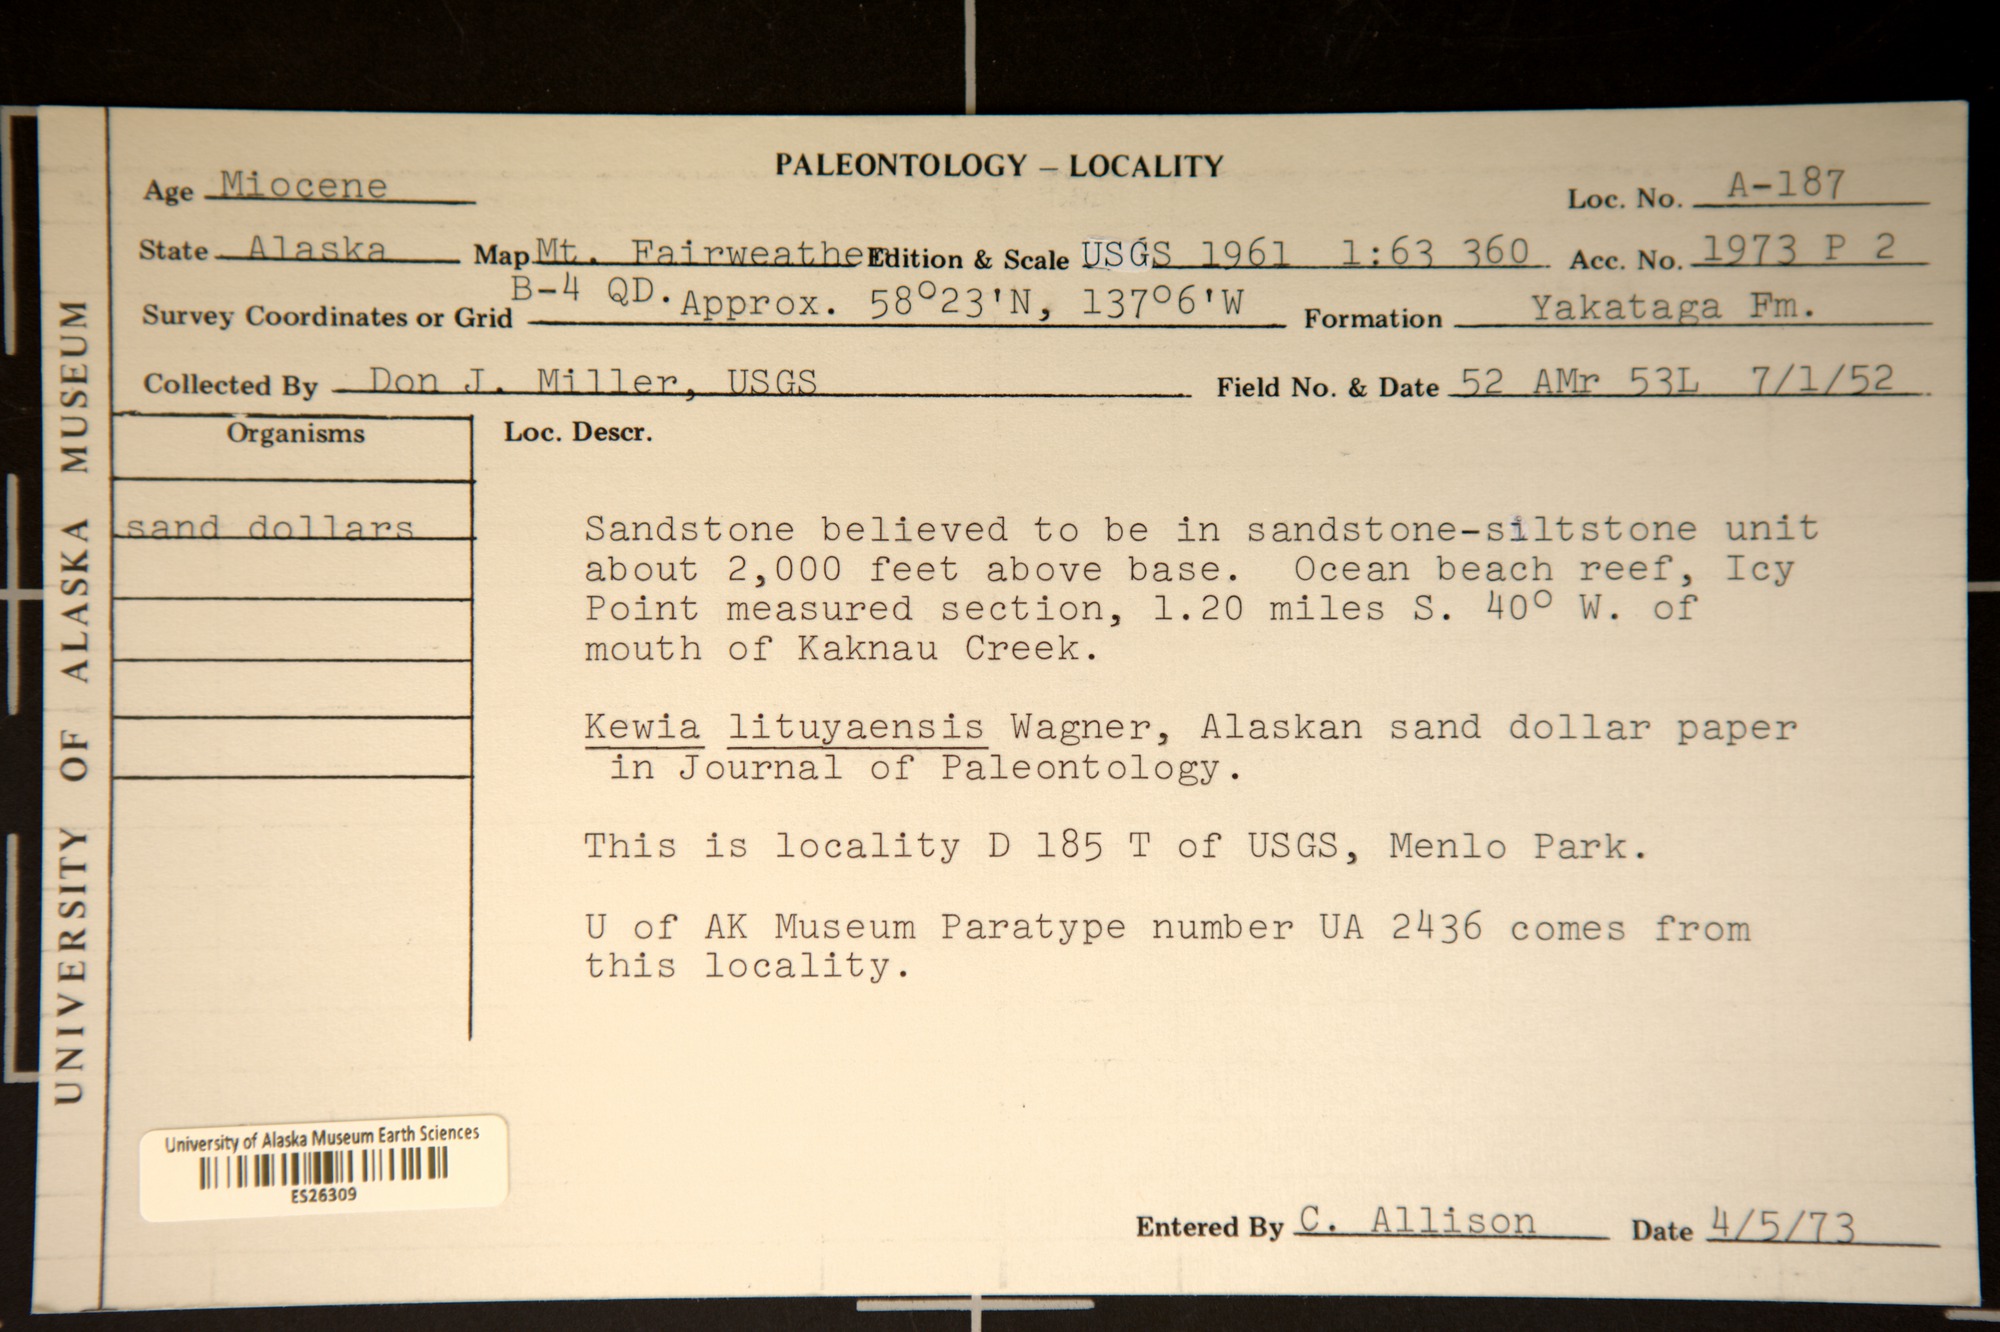 PALEONTOLOGY – LOCALITY
Age Miocene
Loc. No. A-187
State Alaska Map Mt. Fairweather Edition & Scale USGS 1961 1:63 360 Acc. No. 1973 P 2
B-4 QD.
Survey Coordinates or Grid Approx. 58°23'N, 137°6'W Formation Yakataga Fm.
Collected By Don J. Miller, USGS Field No. & Date 52 AMr 53L 7/1/52
Organisms
sand dollars
Loc. Descr.
Sandstone believed to be in sandstone-siltstone unit
about 2,000 feet above base. Ocean beach reef, Icy
Point measured section, 1.20 miles S. 40° W. of
mouth of Kaknau Creek.
Kewia lituyaensis Wagner, Alaskan sand dollar paper
in Journal of Paleontology.
This is locality D 185 T of USGS, Menlo Park.
U of AK Museum Paratype number UA 2436 comes from
this locality.
UNIVERSITY OF ALASKA MUSEUM
University of Alaska Museum Earth Sciences
ES26309
Entered By C. Allison Date 4/5/73